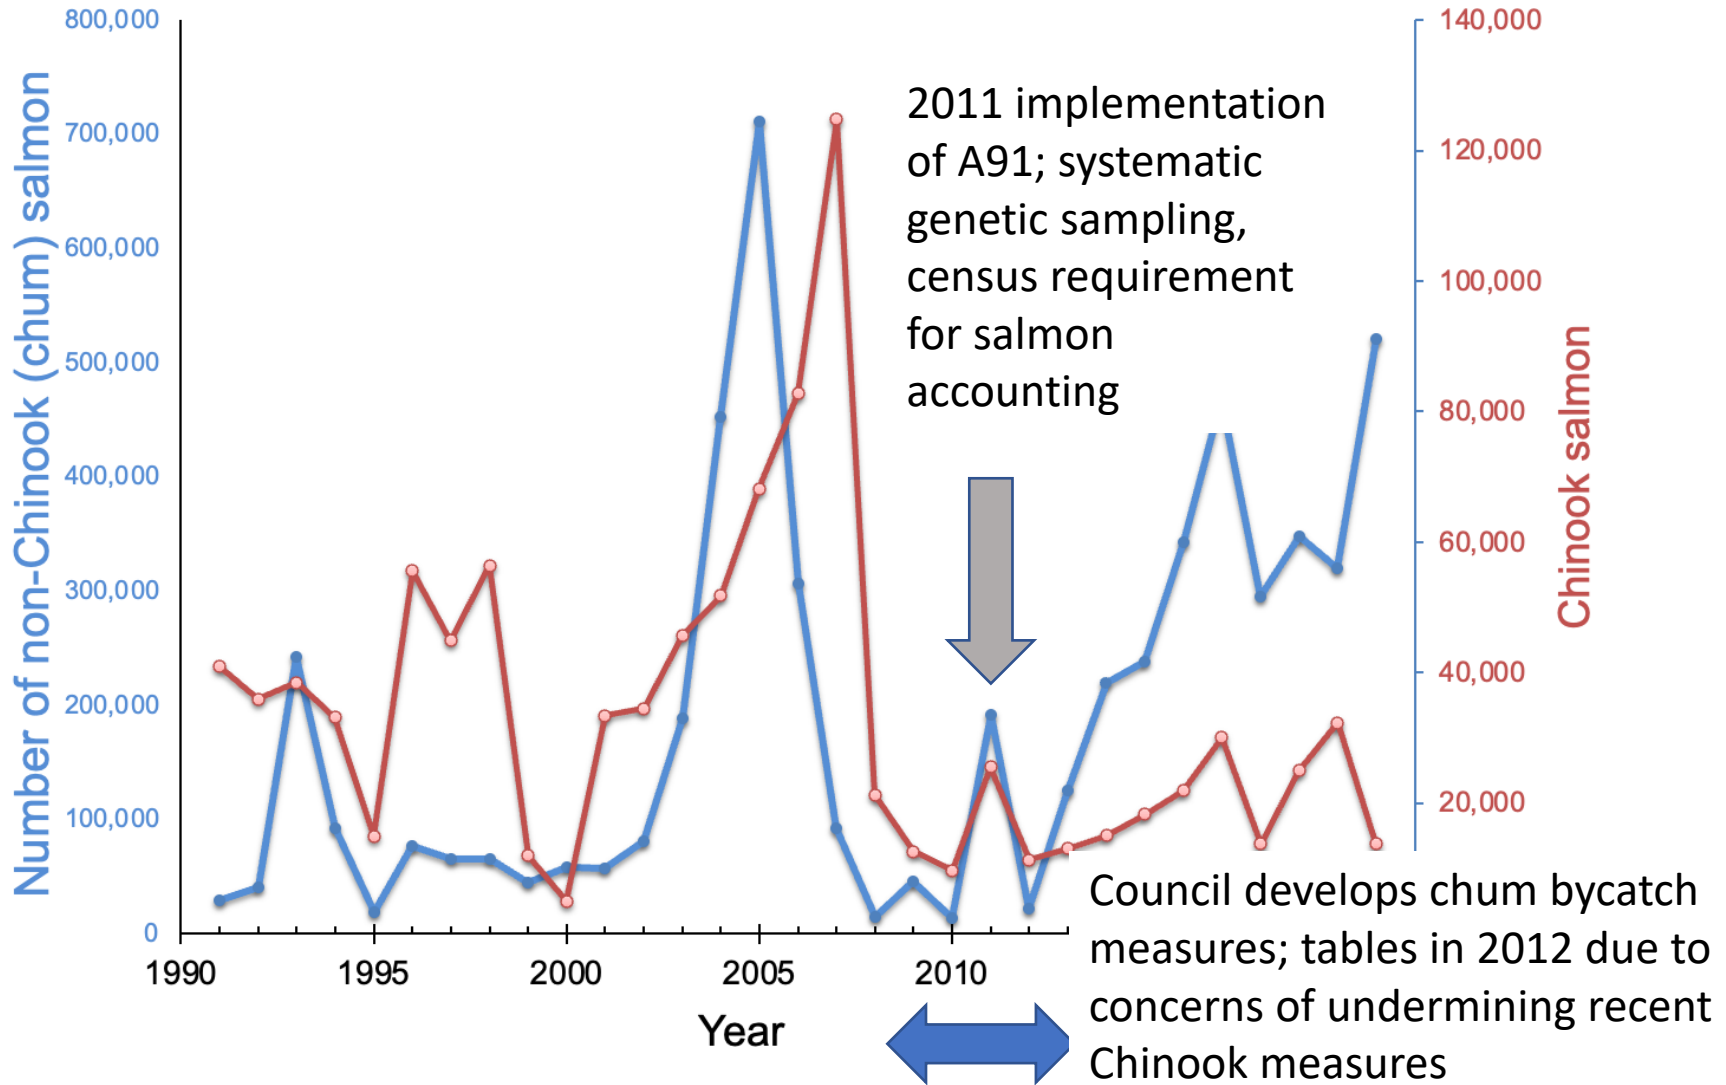 800,000
700,000
600,000
500,000
400,000
300,000
200,000
100,000
0
Number of non-Chinook (chum) salmon
140,000
120,000
100,000
80,000
60,000
40,000
20,000
Chinook salmon
2011 implementation
of A91; systematic
genetic sampling,
census requirement
for salmon
accounting
1990
1995
2000
2005
2010
Year
Council develops chum bycatch
measures; tables in 2012 due to
concerns of undermining recent
Chinook measures